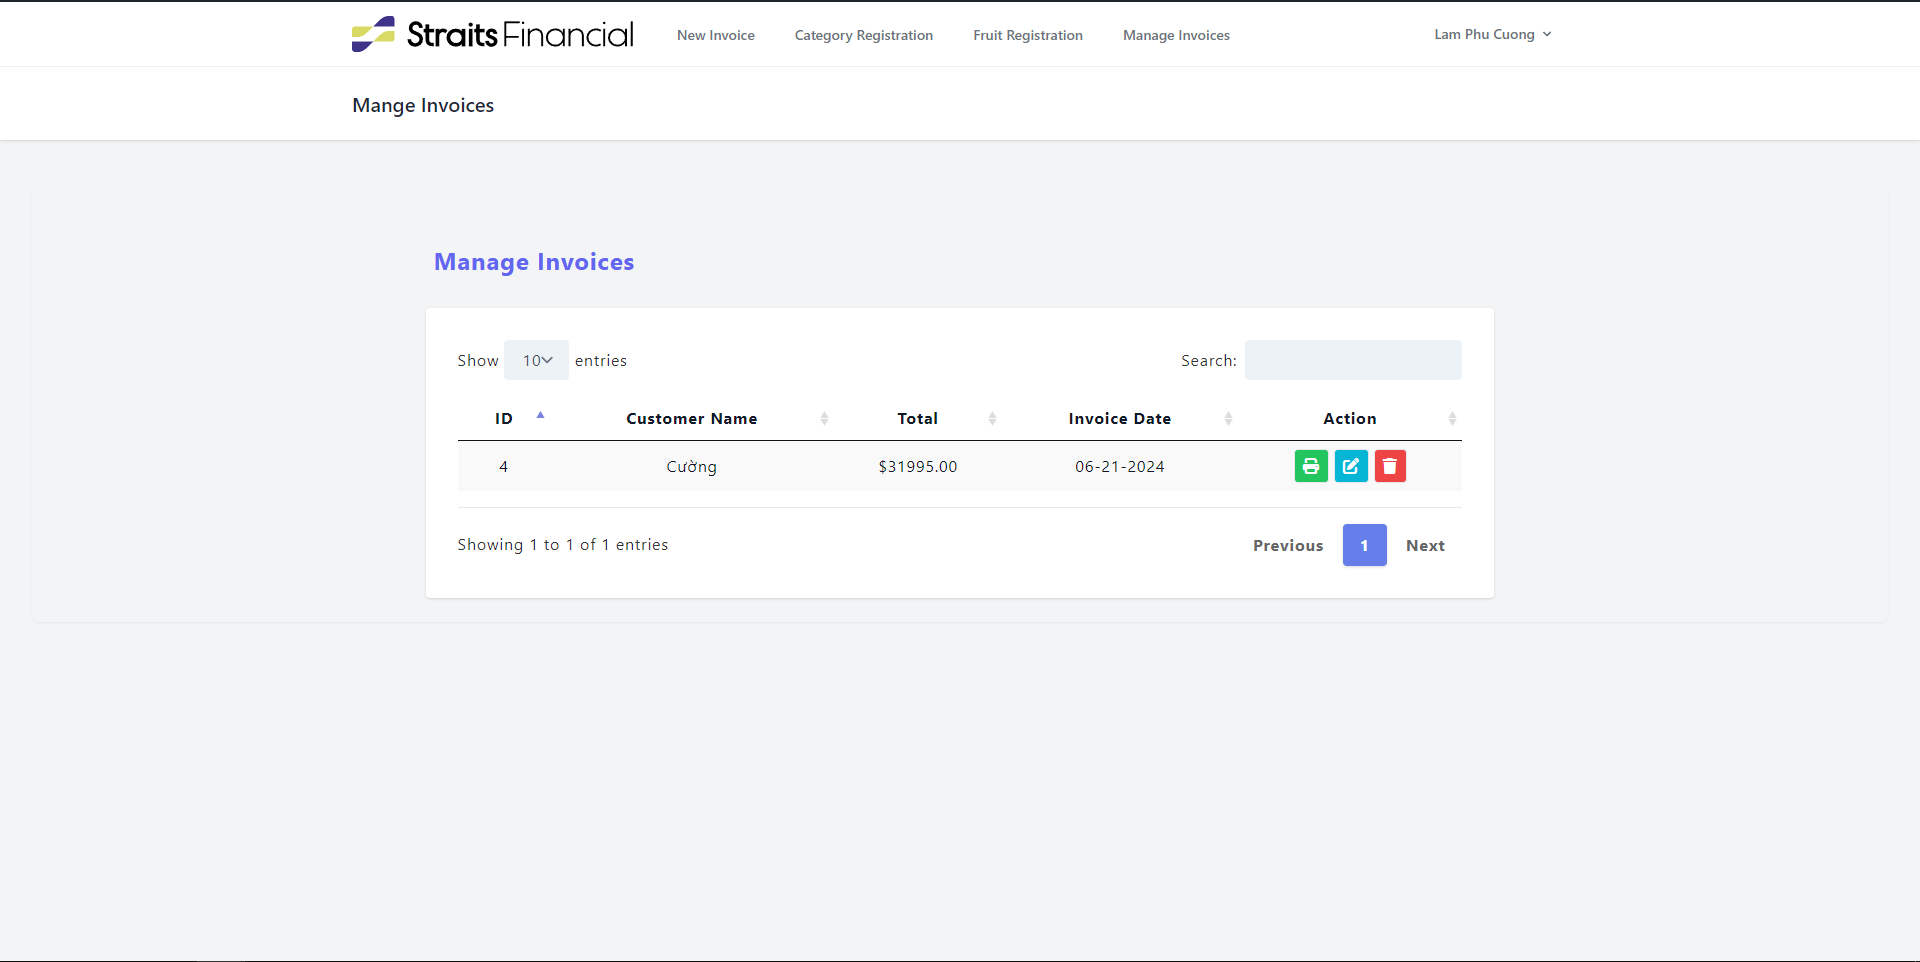 Straits Financial New Invoice Category Registration Fruit Registration Manage Invoices Lam Phu Cuong
Mange Invoices
Manage Invoices
Show 10 entries Search:
ID Customer Name Total Invoice Date Action
4 Cường $31995.00 06-21-2024
Showing 1 to 1 of 1 entries Previous 1 Next